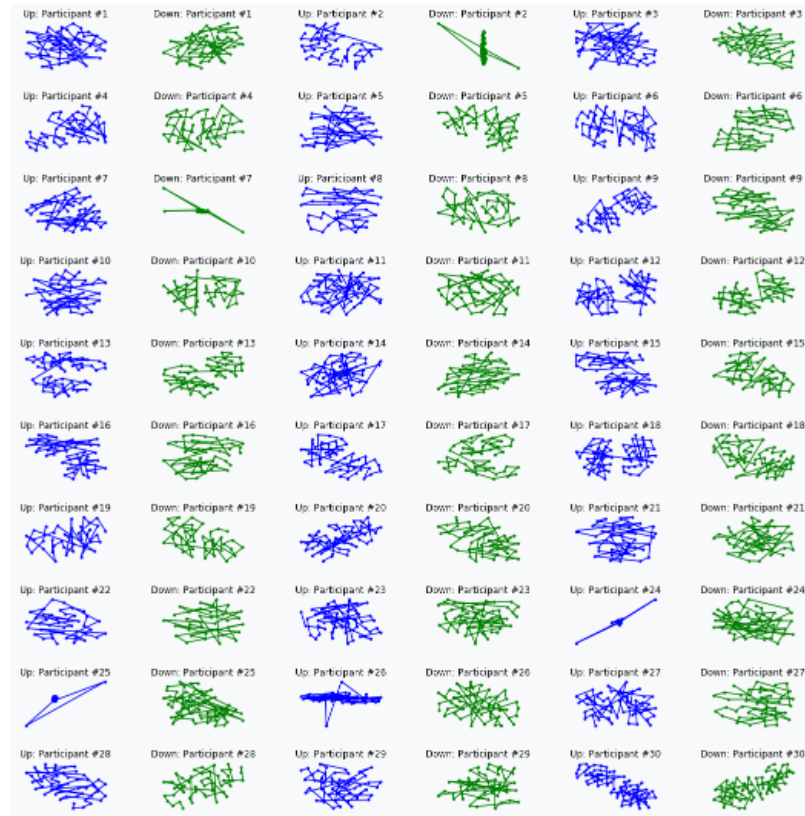 Up: Participant #1 Down: Participant #1 Up: Participant #2 Down: Participant #2 Up: Participant #3 Down: Participant #3
Up: Participant #4 Down: Participant #4 Up: Participant #5 Down: Participant #5 Up: Participant #6 Down: Participant #6
Up: Participant #7 Down: Participant #7 Up: Participant #8 Down: Participant #8 Up: Participant #9 Down: Participant #9
Up: Participant #10 Down: Participant #10 Up: Participant #11 Down: Participant #11 Up: Participant #12 Down: Participant #12
Up: Participant #13 Down: Participant #13 Up: Participant #14 Down: Participant #14 Up: Participant #15 Down: Participant #15
Up: Participant #16 Down: Participant #16 Up: Participant #17 Down: Participant #17 Up: Participant #18 Down: Participant #18
Up: Participant #19 Down: Participant #19 Up: Participant #20 Down: Participant #20 Up: Participant #21 Down: Participant #21
Up: Participant #22 Down: Participant #22 Up: Participant #23 Down: Participant #23 Up: Participant #24 Down: Participant #24
Up: Participant #25 Down: Participant #25 Up: Participant #26 Down: Participant #26 Up: Participant #27 Down: Participant #27
Up: Participant #28 Down: Participant #28 Up: Participant #29 Down: Participant #29 Up: Participant #30 Down: Participant #30